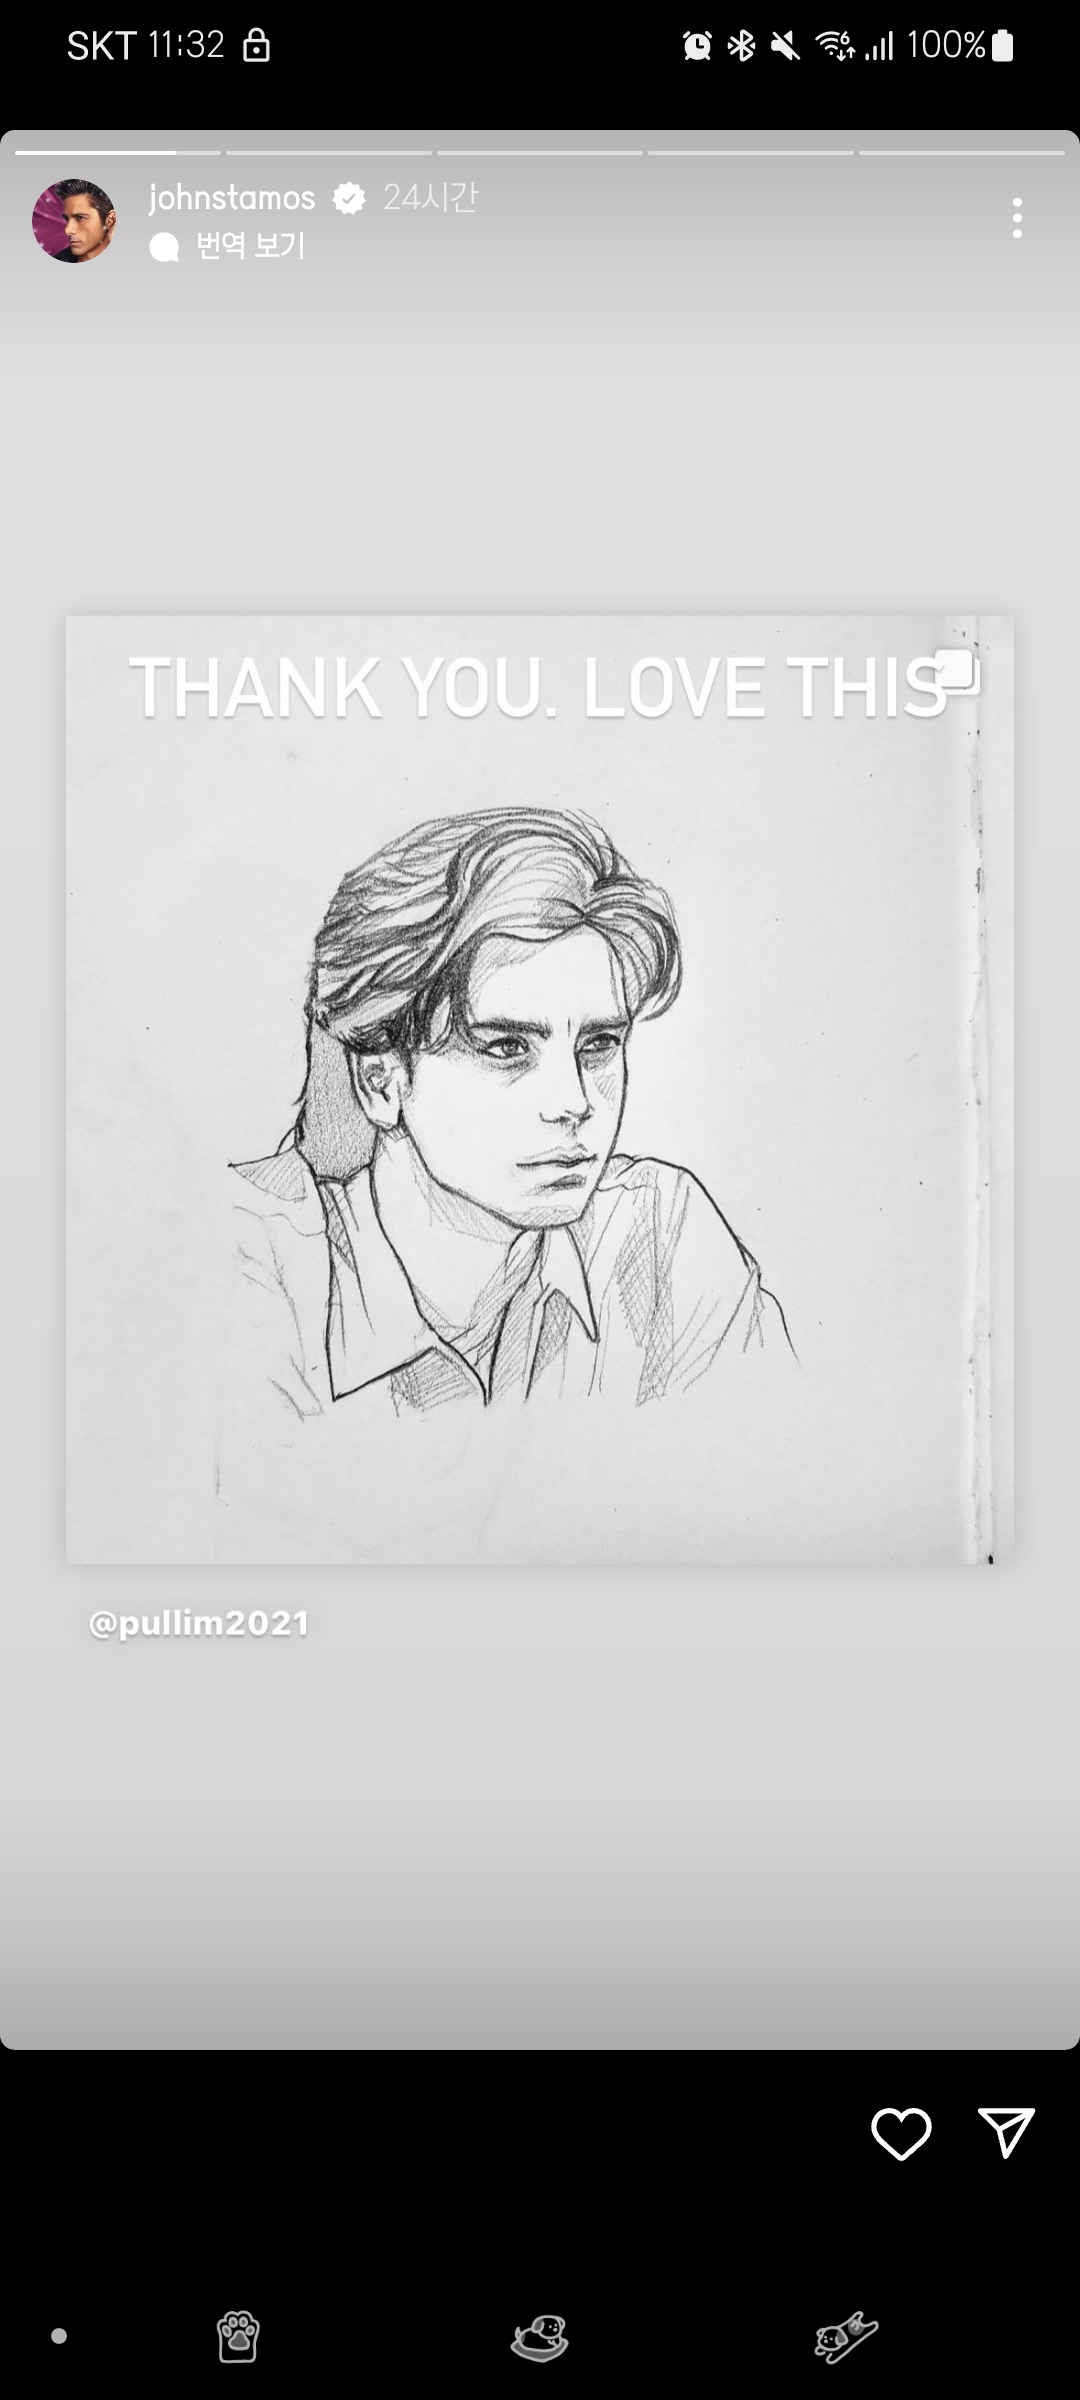 SKT 11:32 100%
johnstamos 24시간
번역 보기
THANK YOU. LOVE THIS
@pullim2021